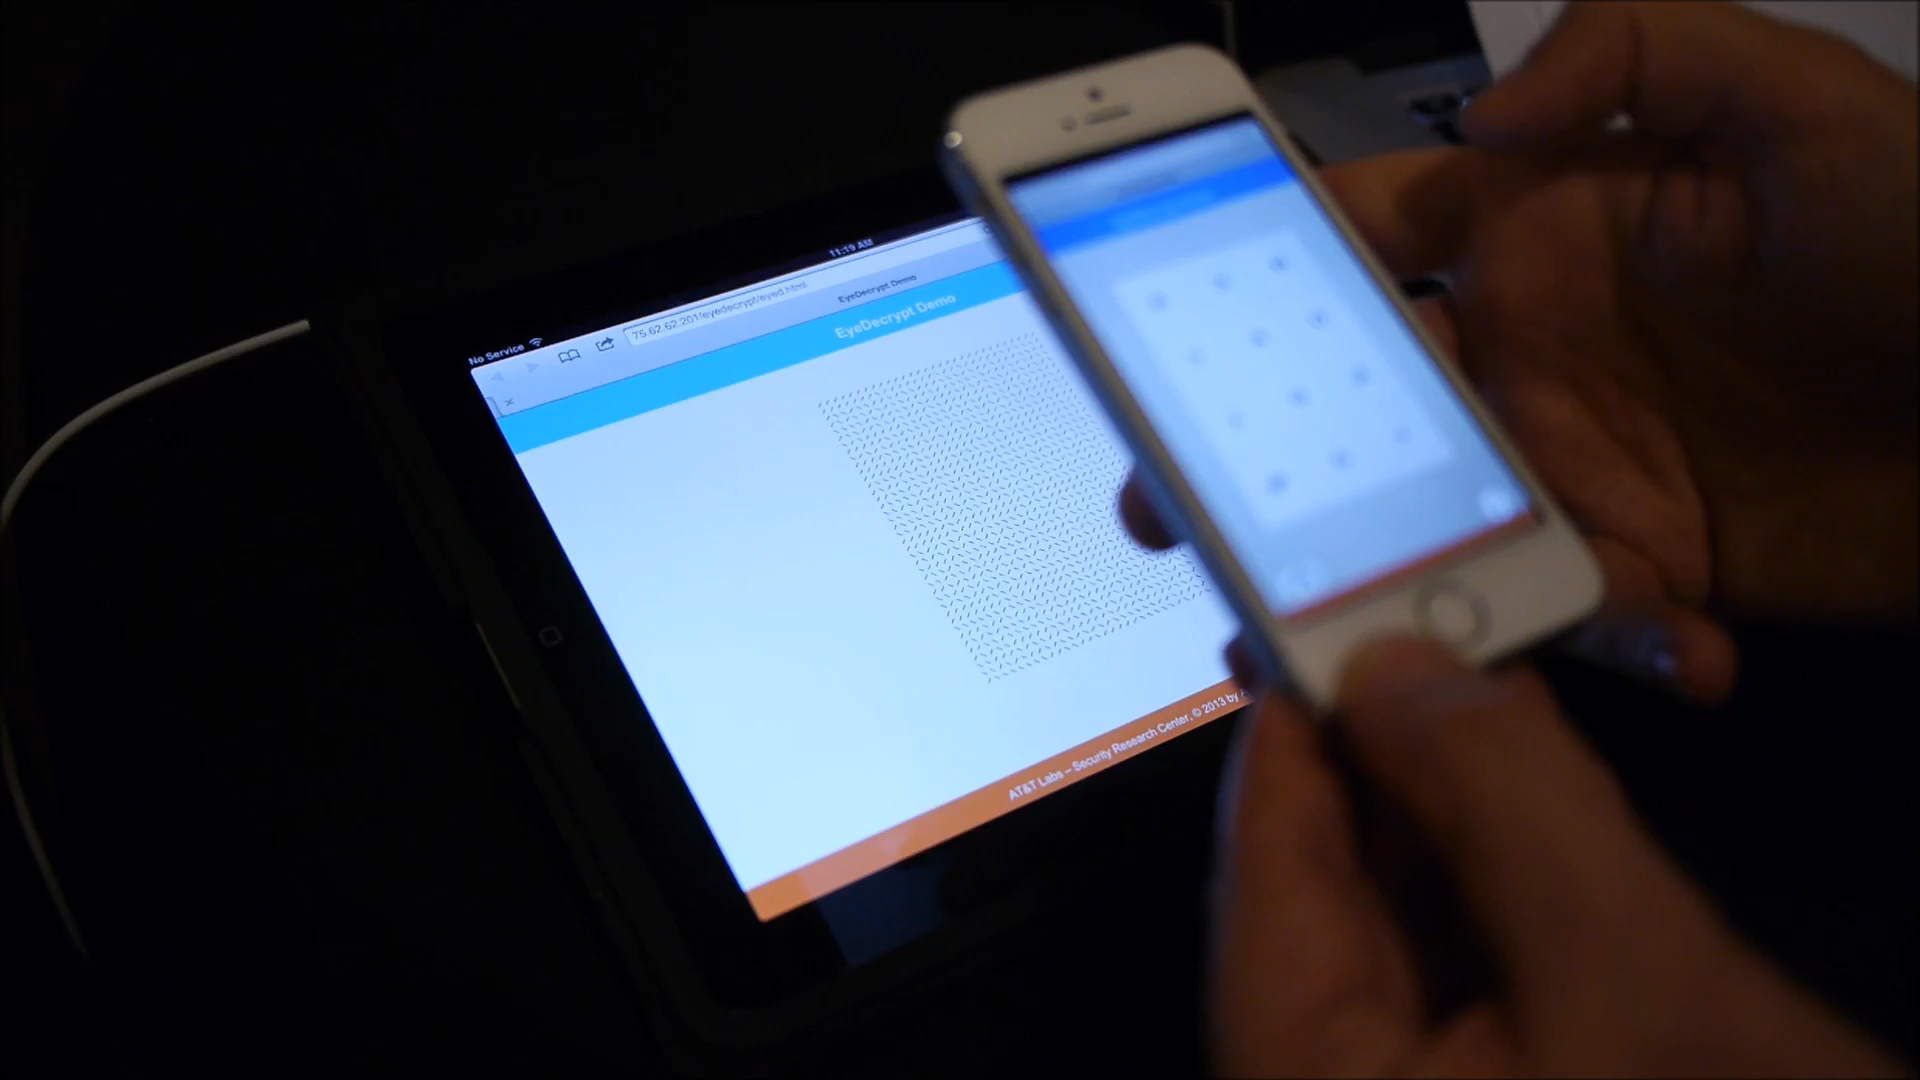 No Service
11:19 AM
75.62.62.201/eyedecrypt/eyed.html
EyeDecrypt Demo
EyeDecrypt Demo
AT&T Labs – Security Research Center, © 2013 by